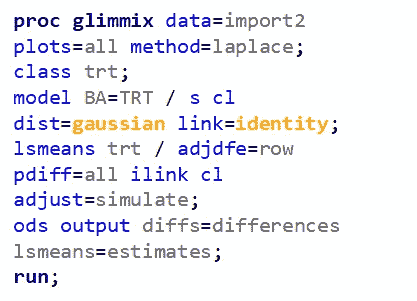 proc glimmix data=import2
plots=all method=laplace;
class trt;
model BA=TRT / s cl
dist=gaussian link=identity;
lsmeans trt / adjdfe=row
pdiff=all ilink cl
adjust=simulate;
ods output diffs=differences
lsmeans=estimates;
run;